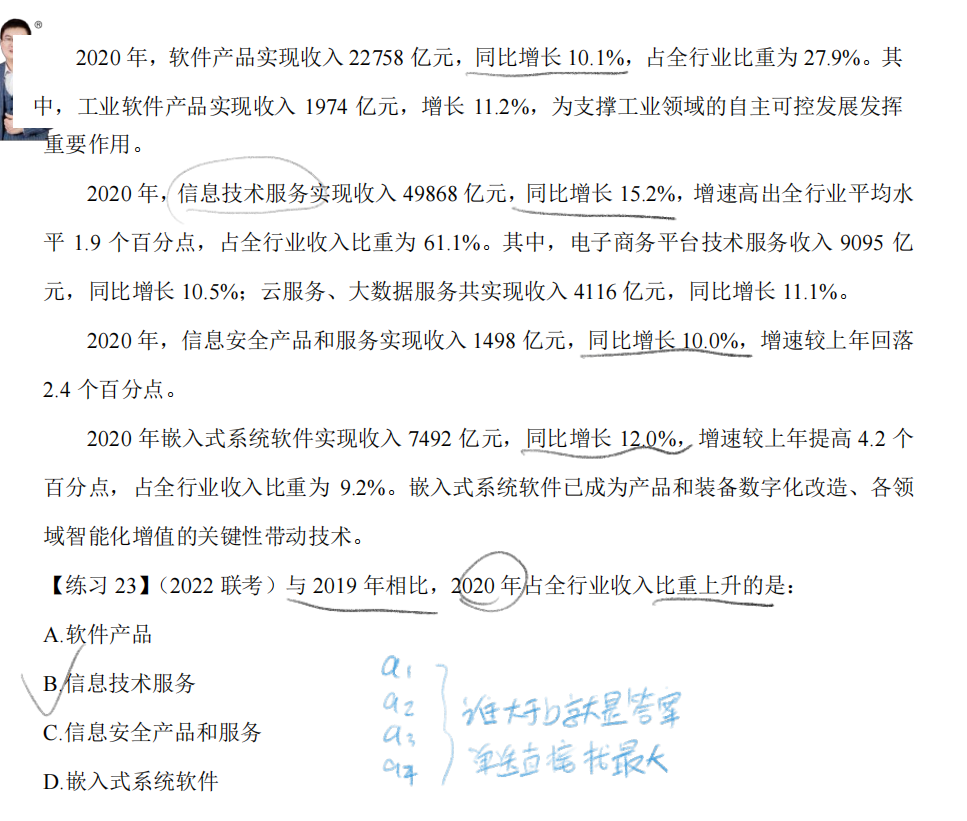 ®
2020 年，软件产品实现收入 22758 亿元，同比增长 10.1%，占全行业比重为 27.9%。其
中，工业软件产品实现收入 1974 亿元，增长 11.2%，为支撑工业领域的自主可控发展发挥
重要作用。
2020 年，信息技术服务实现收入 49868 亿元，同比增长 15.2%，增速高出全行业平均水
平 1.9 个百分点，占全行业收入比重为 61.1%。其中，电子商务平台技术服务收入 9095 亿
元，同比增长 10.5%；云服务、大数据服务共实现收入 4116 亿元，同比增长 11.1%。
2020 年，信息安全产品和服务实现收入 1498 亿元，同比增长 10.0%，增速较上年回落
2.4 个百分点。
2020 年嵌入式系统软件实现收入 7492 亿元，同比增长 12.0%，增速较上年提高 4.2 个
百分点，占全行业收入比重为 9.2%。嵌入式系统软件已成为产品和装备数字化改造、各领
域智能化增值的关键性带动技术。
【练习 23】（2022 联考）与 2019 年相比，2020 年占全行业收入比重上升的是：
A.软件产品
B.信息技术服务
C.信息安全产品和服务
D.嵌入式系统软件
a1
a2
a3
a4
谁大于b谁就是答案
单选直接找最大